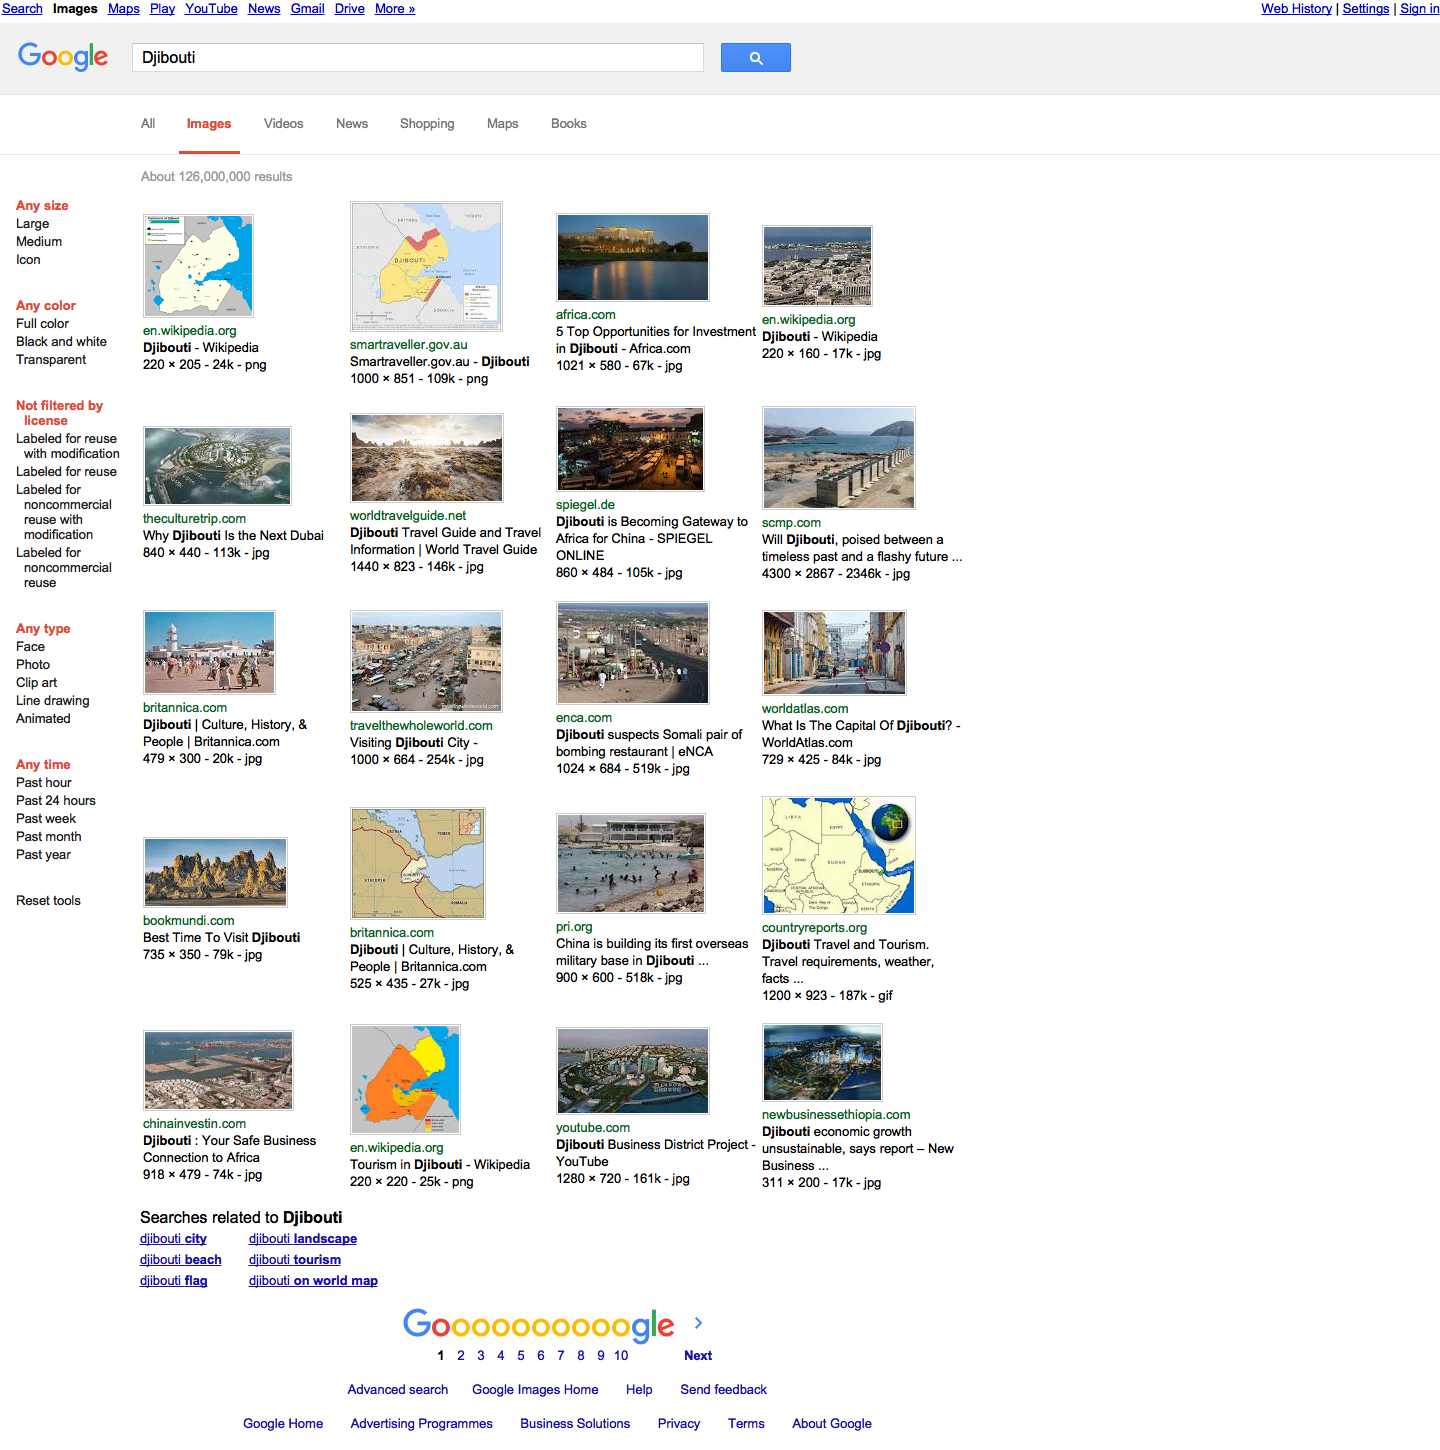 Search Images Maps Play YouTube News Gmail Drive More »
Web History | Settings | Sign in
Google
Djibouti
All Images Videos News Shopping Maps Books
About 126,000,000 results
Any size
Large
Medium
Icon
Any color
Full color
Black and white
Transparent
Not filtered by
license
Labeled for reuse
with modification
Labeled for reuse
Labeled for
noncommercial
reuse with
modification
Labeled for
noncommercial
reuse
Any type
Face
Photo
Clip art
Line drawing
Animated
Any time
Past hour
Past 24 hours
Past week
Past month
Past year
Reset tools
en.wikipedia.org
Djibouti - Wikipedia
220 × 205 - 24k - png
smartraveller.gov.au
Smartraveller.gov.au - Djibouti
1000 × 851 - 109k - png
africa.com
5 Top Opportunities for Investment
in Djibouti - Africa.com
1021 × 580 - 67k - jpg
en.wikipedia.org
Djibouti - Wikipedia
220 × 160 - 17k - jpg
theculturetrip.com
Why Djibouti Is the Next Dubai
840 × 440 - 113k - jpg
worldtravelguide.net
Djibouti Travel Guide and Travel
Information | World Travel Guide
1440 × 823 - 146k - jpg
spiegel.de
Djibouti is Becoming Gateway to
Africa for China - SPIEGEL
ONLINE
860 × 484 - 105k - jpg
scmp.com
Will Djibouti, poised between a
timeless past and a flashy future ...
4300 × 2867 - 2346k - jpg
britannica.com
Djibouti | Culture, History, &
People | Britannica.com
479 × 300 - 20k - jpg
travelthewholeworld.com
Visiting Djibouti City -
1000 × 664 - 254k - jpg
enca.com
Djibouti suspects Somali pair of
bombing restaurant | eNCA
1024 × 684 - 519k - jpg
worldatlas.com
What Is The Capital Of Djibouti? -
WorldAtlas.com
729 × 425 - 84k - jpg
bookmundi.com
Best Time To Visit Djibouti
735 × 350 - 79k - jpg
britannica.com
Djibouti | Culture, History, &
People | Britannica.com
525 × 435 - 27k - jpg
pri.org
China is building its first overseas
military base in Djibouti ...
900 × 600 - 518k - jpg
countryreports.org
Djibouti Travel and Tourism.
Travel requirements, weather,
facts ...
1200 × 923 - 187k - gif
chinainvestin.com
Djibouti : Your Safe Business
Connection to Africa
918 × 479 - 74k - jpg
en.wikipedia.org
Tourism in Djibouti - Wikipedia
220 × 220 - 25k - png
youtube.com
Djibouti Business District Project -
YouTube
1280 × 720 - 161k - jpg
newbusinessethiopia.com
Djibouti economic growth
unsustainable, says report – New
Business ...
311 × 200 - 17k - jpg
Searches related to Djibouti
djibouti city djibouti landscape
djibouti beach djibouti tourism
djibouti flag djibouti on world map
Goooooooooogle
1 2 3 4 5 6 7 8 9 10 Next
Advanced search Google Images Home Help Send feedback
Google Home Advertising Programmes Business Solutions Privacy Terms About Google